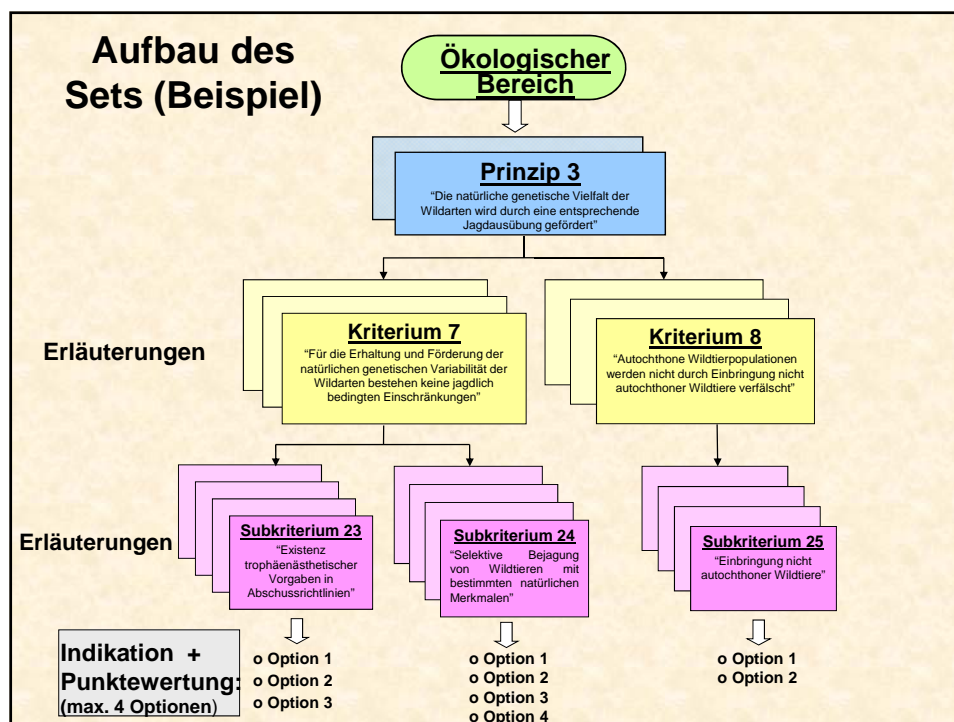 Aufbau des
Sets (Beispiel)
Ökologischer
Bereich
Prinzip 3
“Die natürliche genetische Vielfalt der
Wildarten wird durch eine entsprechende
Jagdausübung gefördert”
Erläuterungen
Kriterium 7
“Für die Erhaltung und Förderung der
natürlichen genetischen Variabilität der
Wildarten bestehen keine jagdlich
bedingten Einschränkungen”
Kriterium 8
“Autochthone Wildtierpopulationen
werden nicht durch Einbringung nicht
autochthoner Wildtiere verfälscht”
Erläuterungen
Subkriterium 23
“Existenz
trophäenästhetischer
Vorgaben in
Abschussrichtlinien”
Subkriterium 24
“Selektive Bejagung
von Wildtieren mit
bestimmten natürlichen
Merkmalen”
Subkriterium 25
“Einbringung nicht
autochthoner Wildtiere”
Indikation +
Punktewertung:
(max. 4 Optionen)
o Option 1
o Option 2
o Option 3
o Option 1
o Option 2
o Option 3
o Option 4
o Option 1
o Option 2